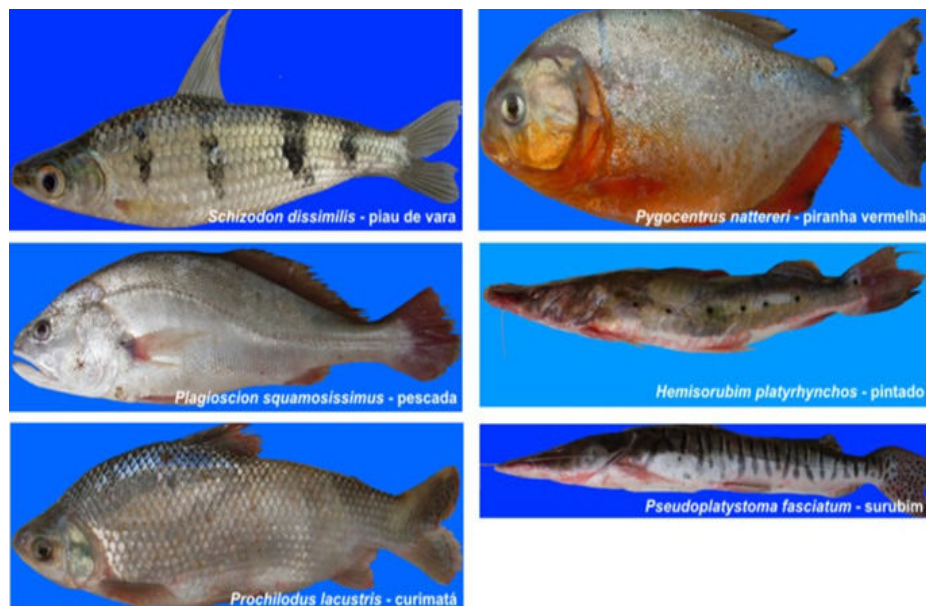 Schizodon dissimilis - piau de vara
Pygocentrus nattereri - piranha vermelha
Plagioscion squamosissimus - pescada
Hemisorubim platyrhynchos - pintado
Prochilodus lacustris - curimatá
Pseudoplatystoma fasciatum - surubim